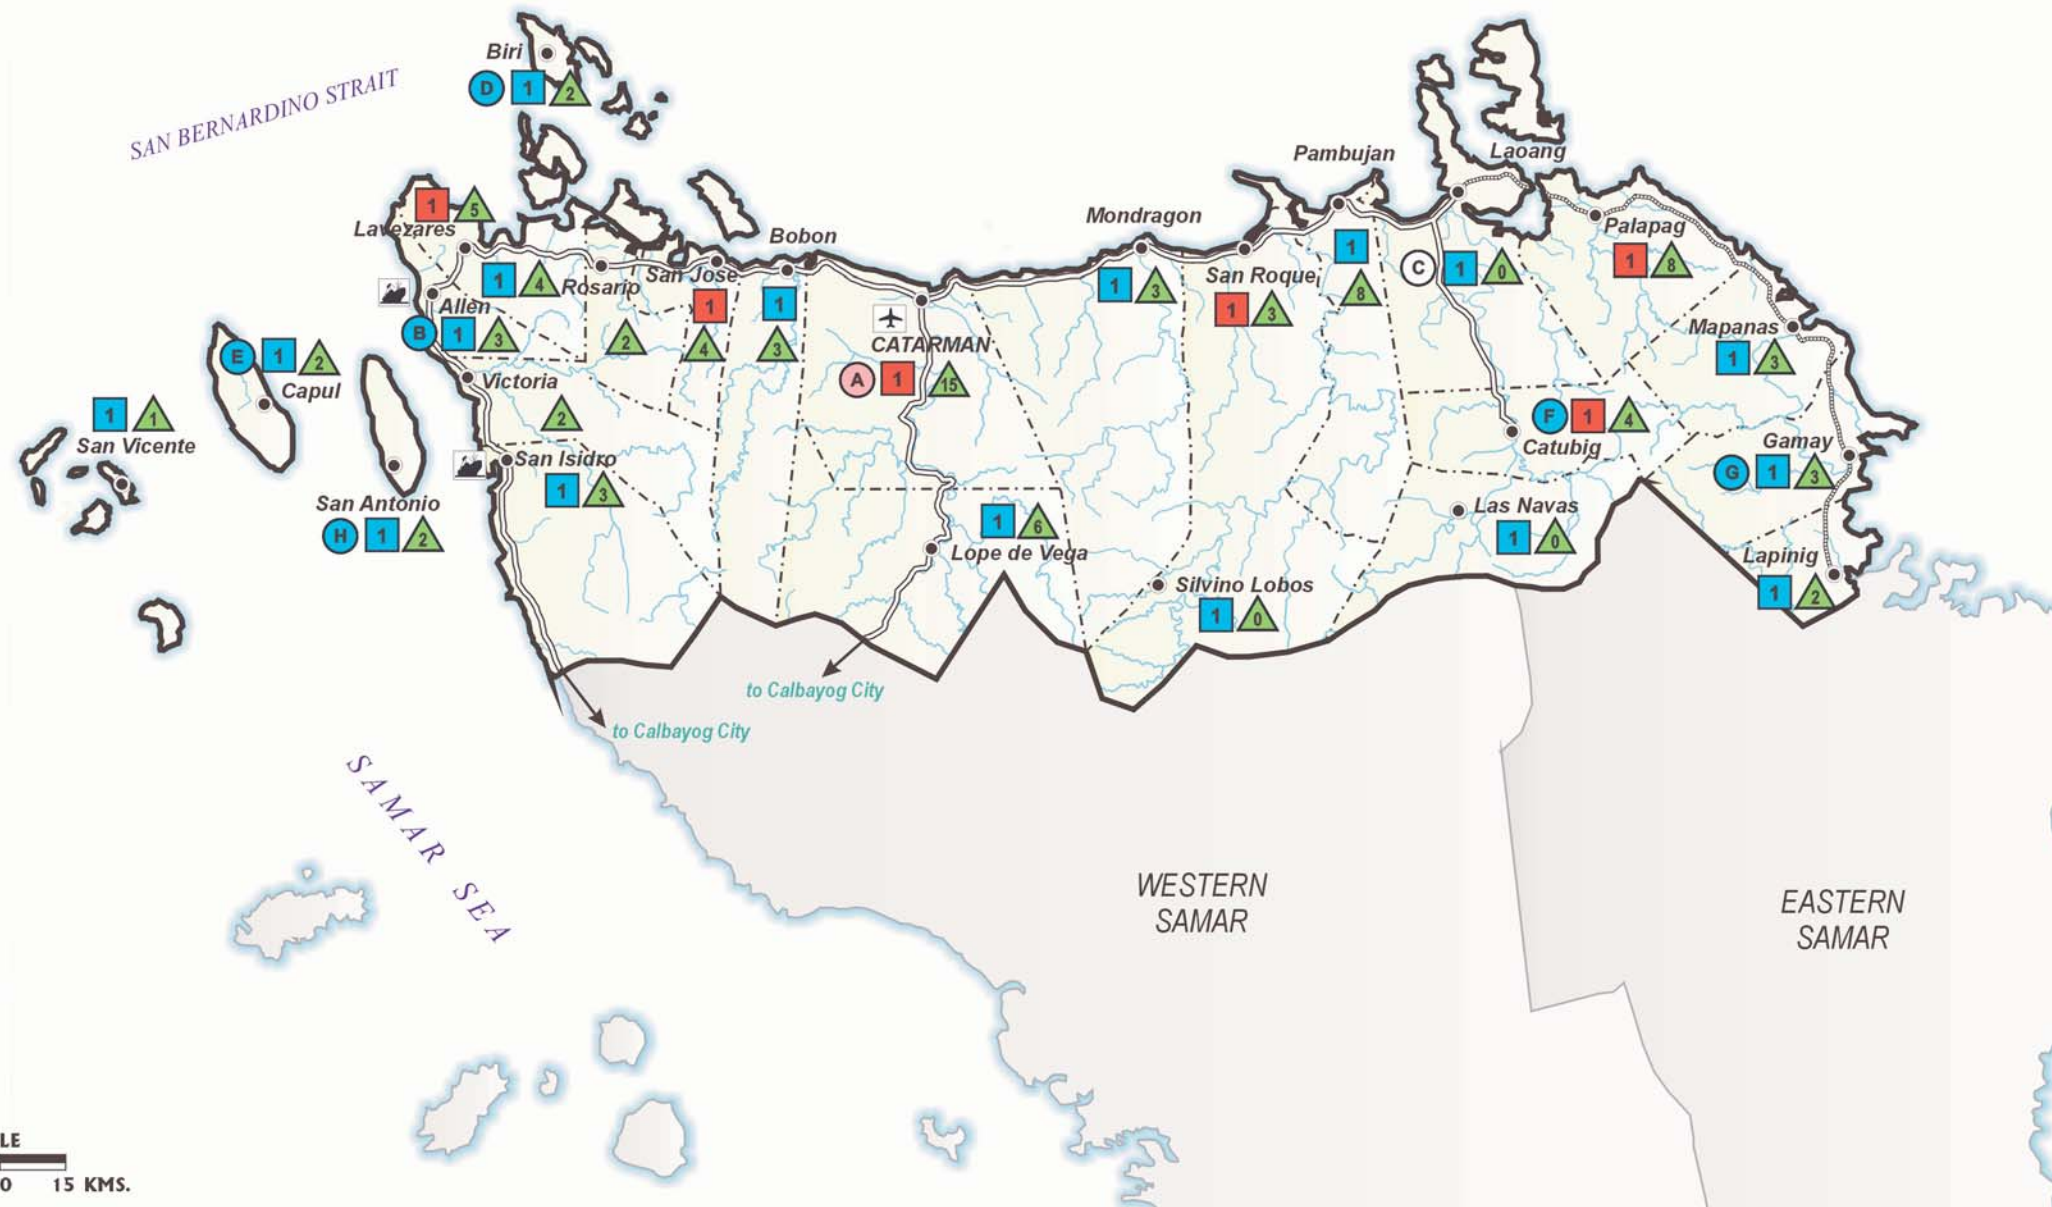 Biri
D 1 2
SAN BERNARDINO STRAIT
Pambujan
Laoang
1 5
Lavezares
Bobon
Mondragon
Palapag
1 8
1 4
Rosario
San Jose
1
4
1
3
1 3
San Roque
1 3
1
8
C 1 0
Allen
B 1 3
2
CATARMAN
A 1 15
Mapanas
1 3
E 1 2
Capul
Victoria
2
F 1 4
Catubig
1 1
San Vicente
Gamay
G 1 3
San Isidro
1 3
San Antonio
H 1 2
1 6
Lope de Vega
Las Navas
1 0
Lapinig
1 2
Silvino Lobos
1 0
to Calbayog City
to Calbayog City
SAMAR SEA
WESTERN
SAMAR
EASTERN
SAMAR
LE
0 15 KMS.